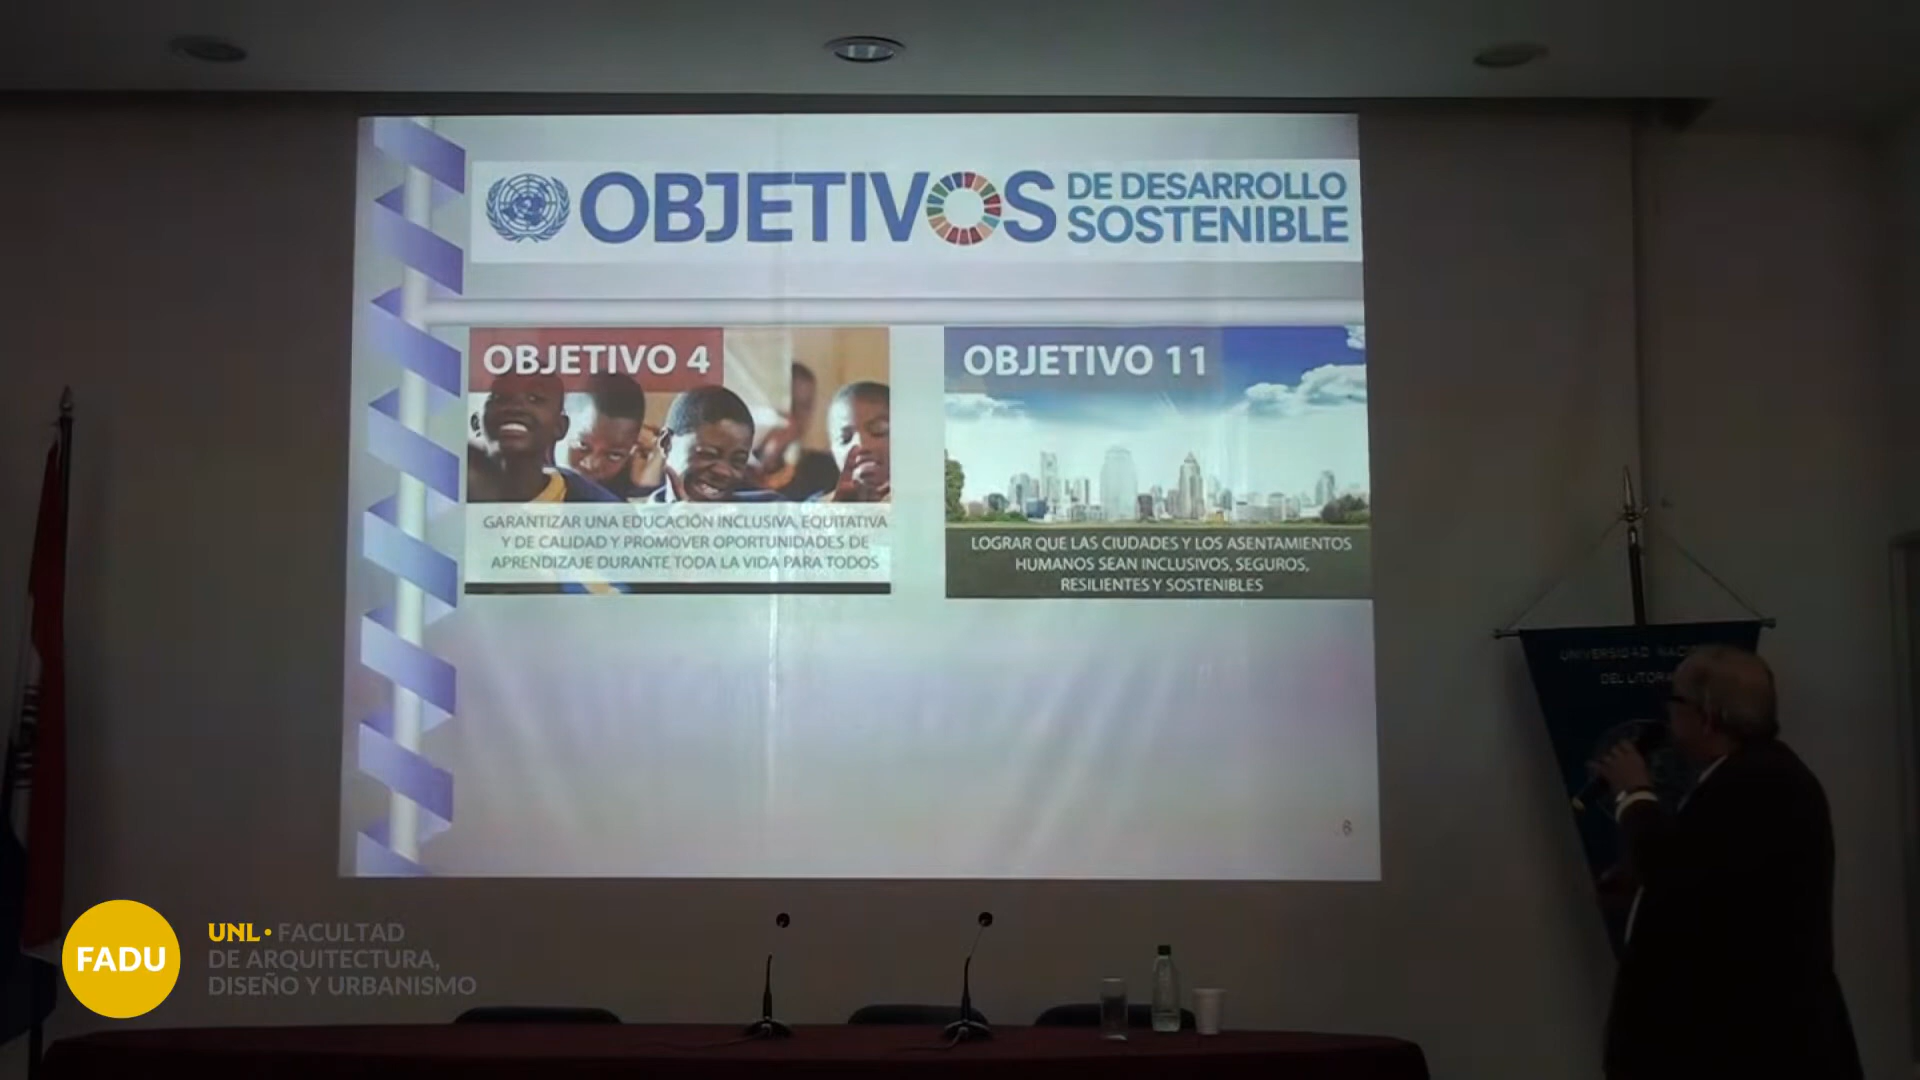 OBJETIVOS DE DESARROLLO
SOSTENIBLE
OBJETIVO 4
GARANTIZAR UNA EDUCACIÓN INCLUSIVA, EQUITATIVA
Y DE CALIDAD Y PROMOVER OPORTUNIDADES DE
APRENDIZAJE DURANTE TODA LA VIDA PARA TODOS
OBJETIVO 11
LOGRAR QUE LAS CIUDADES Y LOS ASENTAMIENTOS
HUMANOS SEAN INCLUSIVOS, SEGUROS,
RESILIENTES Y SOSTENIBLES
UNIVERSIDAD
DEL
FADU
UNL • FACULTAD
DE ARQUITECTURA,
DISEÑO Y URBANISMO